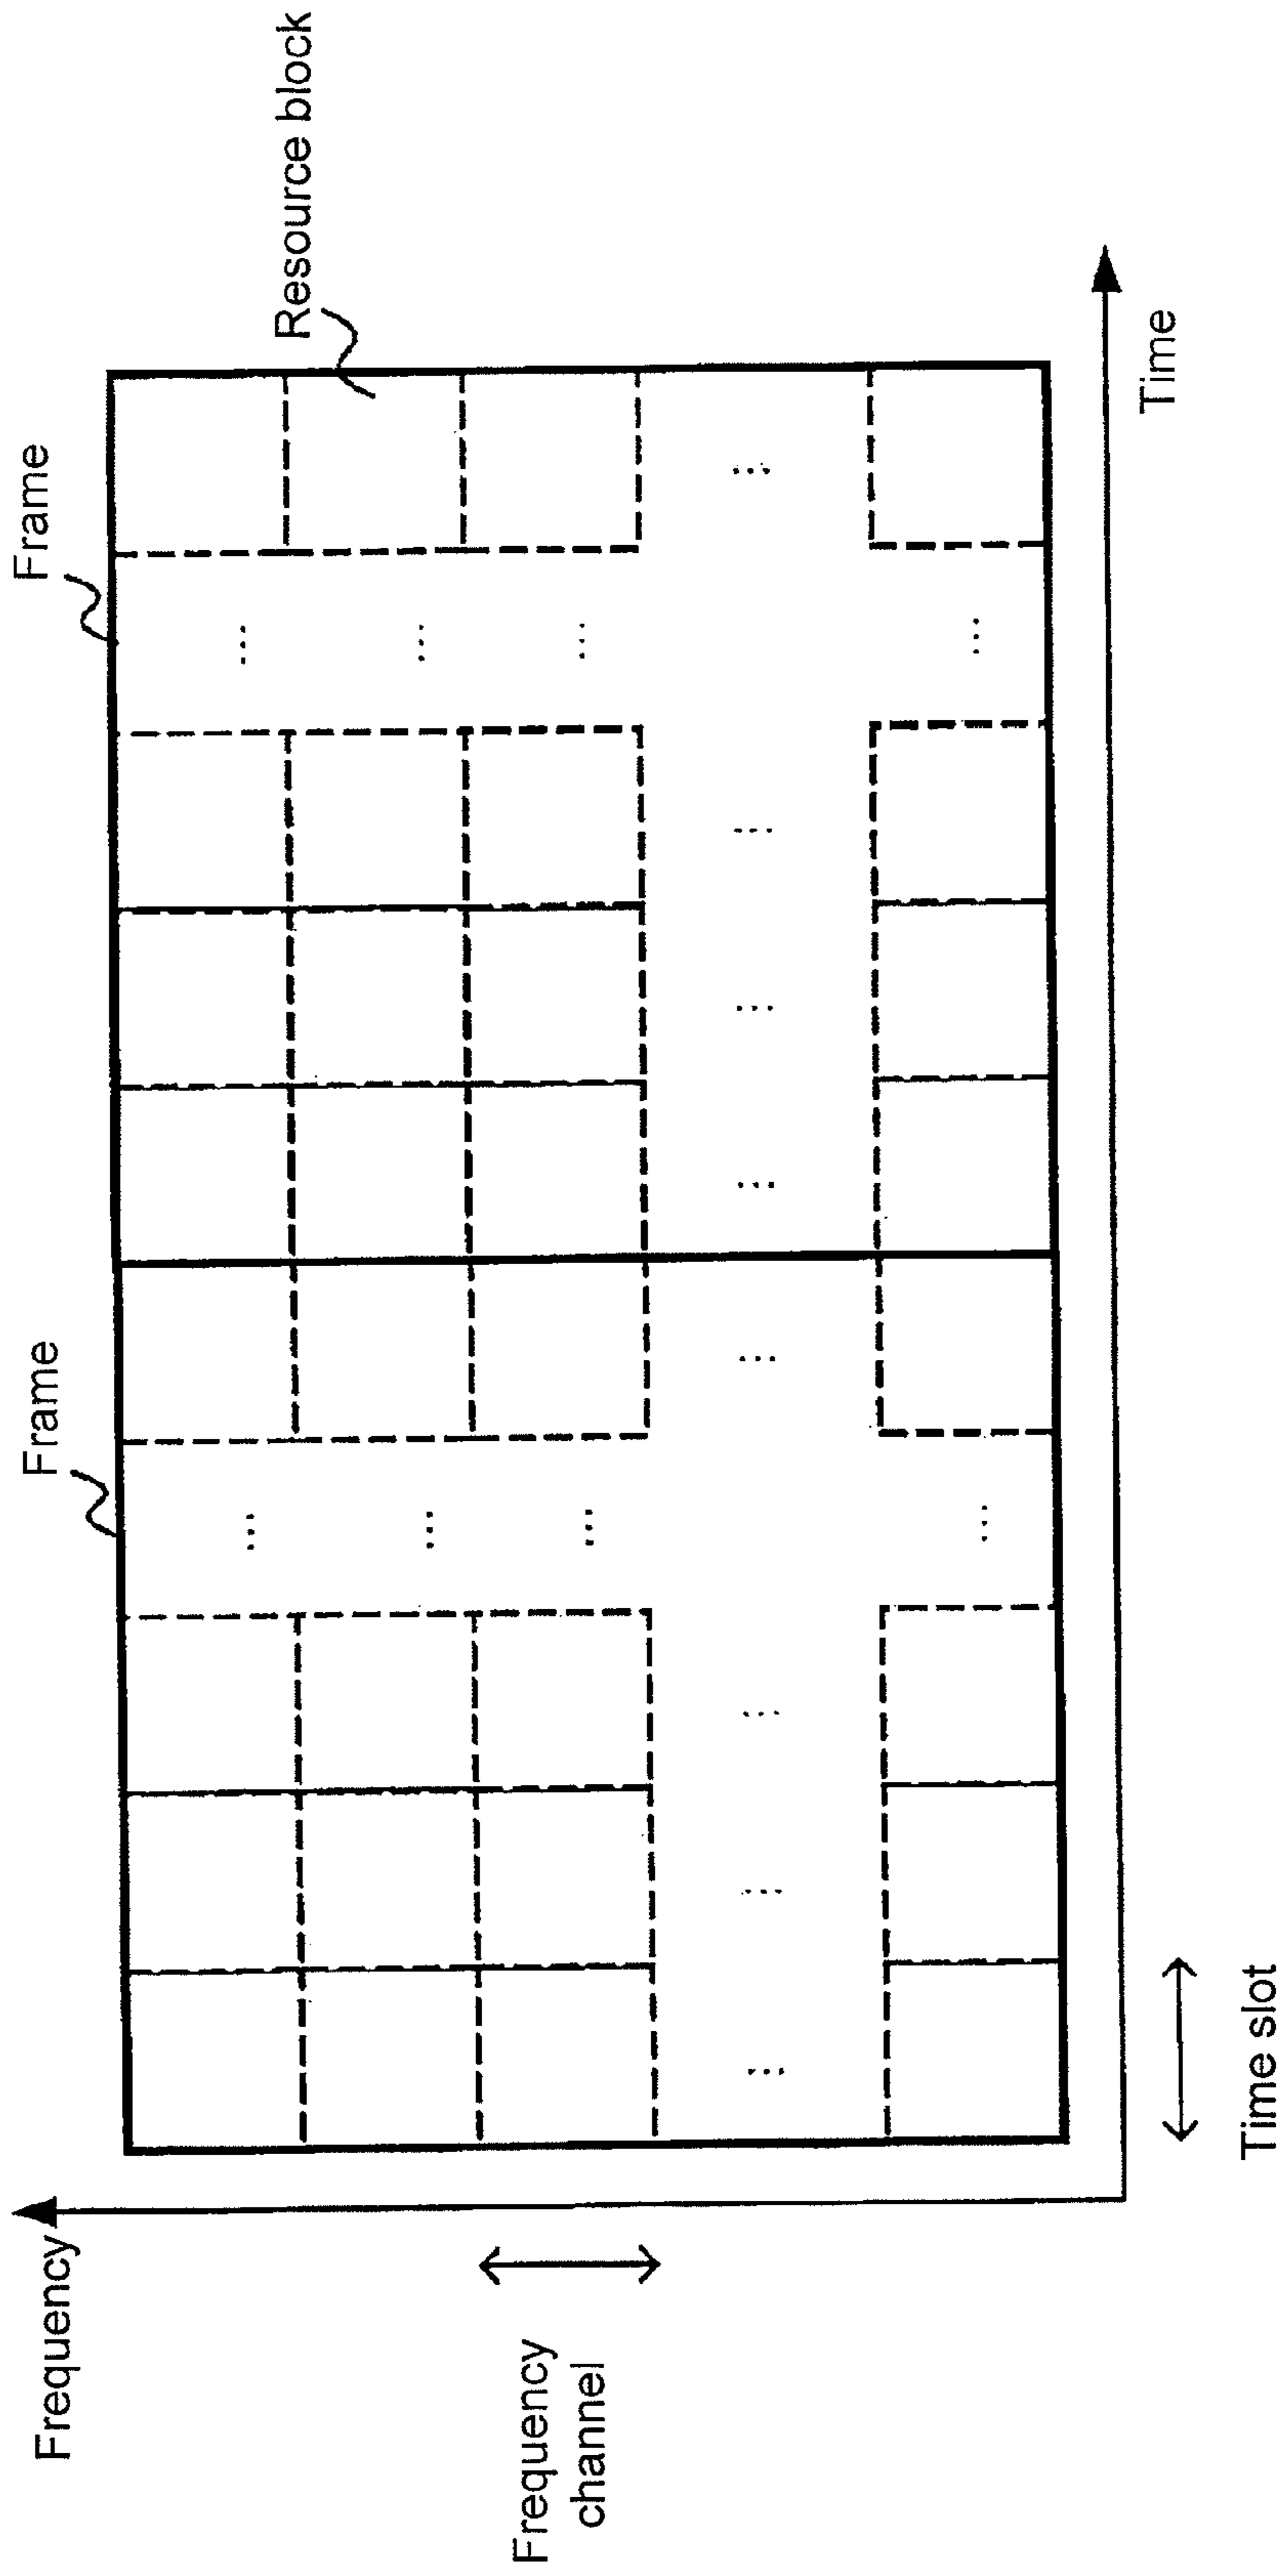 Frequency
Frame
Frame
Resource block
Frequency
channel
Time slot
Time